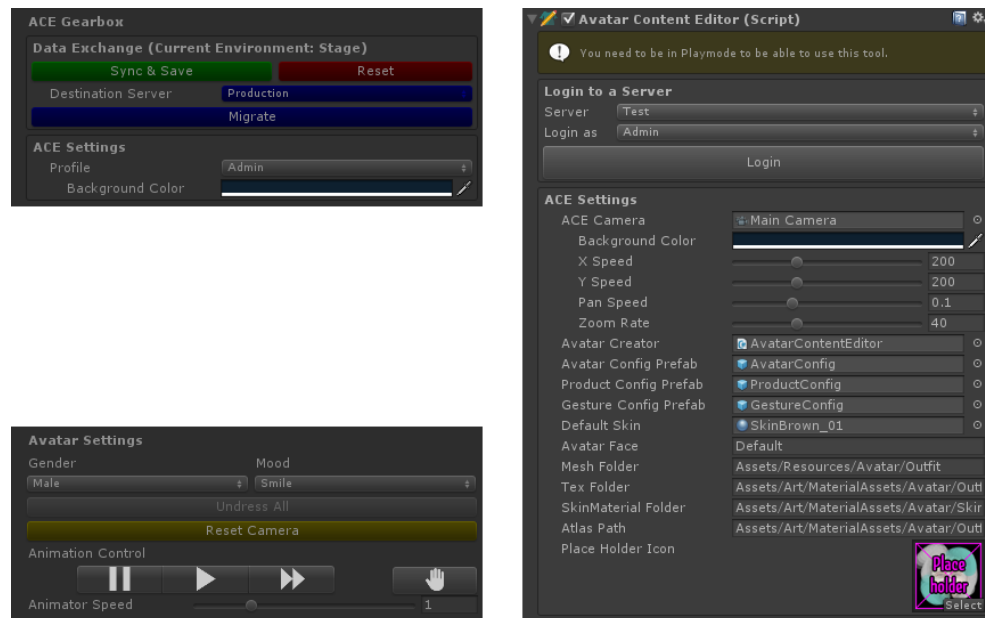 ACE Gearbox
Data Exchange (Current Environment: Stage)
Sync & Save Reset
Destination Server Production
Migrate
ACE Settings
Profile Admin
Background Color
Avatar Settings
Gender Mood
Male Smile
Undress All
Reset Camera
Animation Control
Animator Speed 1
Avatar Content Editor (Script)
You need to be in Playmode to be able to use this tool.
Login to a Server
Server Test
Login as Admin
Login
ACE Settings
ACE Camera Main Camera
Background Color
X Speed 200
Y Speed 200
Pan Speed 0.1
Zoom Rate 40
Avatar Creator AvatarContentEditor
Avatar Config Prefab AvatarConfig
Product Config Prefab ProductConfig
Gesture Config Prefab GestureConfig
Default Skin SkinBrown_01
Avatar Face Default
Mesh Folder Assets/Resources/Avatar/Outfit
Tex Folder Assets/Art/MaterialAssets/Avatar/Outf
SkinMaterial Folder Assets/Art/MaterialAssets/Avatar/Skin
Atlas Path Assets/Art/MaterialAssets/Avatar/Outf
Place Holder Icon
Place
holder
Select